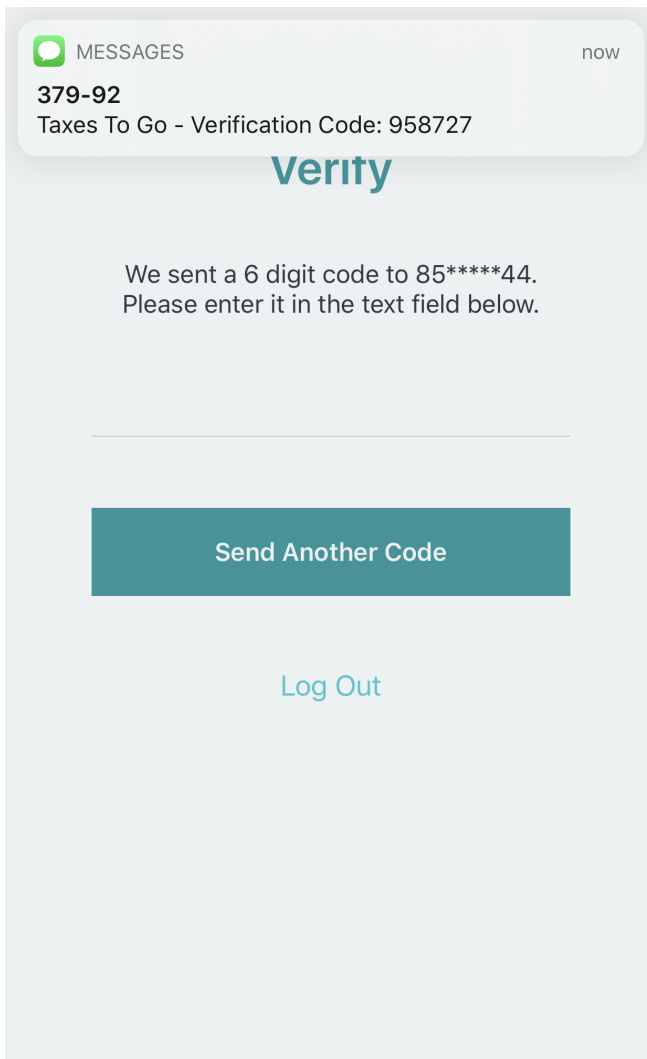 MESSAGES now
379-92
Taxes To Go - Verification Code: 958727
Verify
We sent a 6 digit code to 85*****44.
Please enter it in the text field below.
Send Another Code
Log Out